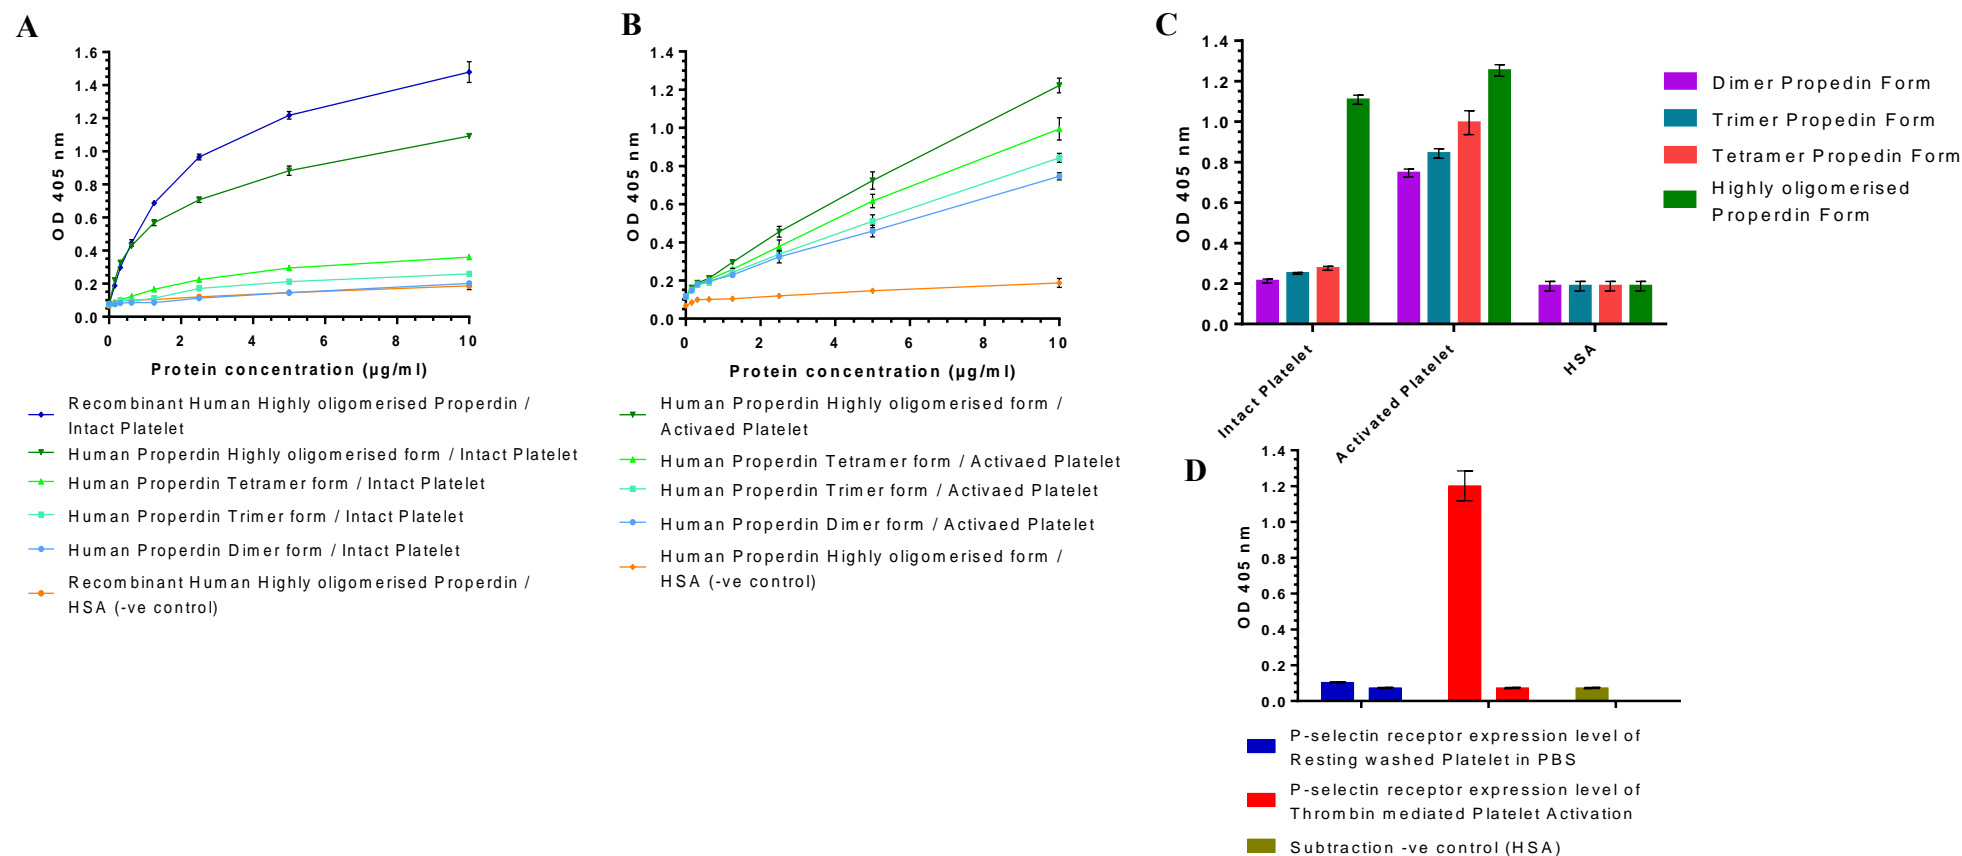 A
1.6
1.4
1.2
1.0
0.8
0.6
0.4
0.2
0.0
OD 405 nm
0 2 4 6 8 10
Protein concentration (µg/ml)
Recombinant Human Highly oligomerised Properdin /
Intact Platelet
Human Properdin Highly oligomerised form / Intact Platelet
Human Properdin Tetramer form / Intact Platelet
Human Properdin Trimer form / Intact Platelet
Human Properdin Dimer form / Intact Platelet
Recombinant Human Highly oligomerised Properdin /
HSA (-ve control)
B
1.4
1.2
1.0
0.8
0.6
0.4
0.2
0.0
OD 405 nm
0 2 4 6 8 10
Protein concentration (µg/ml)
Human Properdin Highly oligomerised form /
Activaed Platelet
Human Properdin Tetramer form / Activaed Platelet
Human Properdin Trimer form / Activaed Platelet
Human Properdin Dimer form / Activaed Platelet
Human Properdin Highly oligomerised form /
HSA (-ve control)
C
1.4
1.2
1.0
0.8
0.6
0.4
0.2
0.0
OD 405 nm
Intact Platelet
Activated Platelet
HSA
Dimer Propedin Form
Trimer Propedin Form
Tetramer Propedin Form
Highly oligomerised
Properdin Form
D
1.4
1.2
1.0
0.8
0.6
0.4
0.2
0.0
OD 405 nm
P-selectin receptor expression level of
Resting washed Platelet in PBS
P-selectin receptor expression level of
Thrombin mediated Platelet Activation
Subtraction -ve control (HSA)